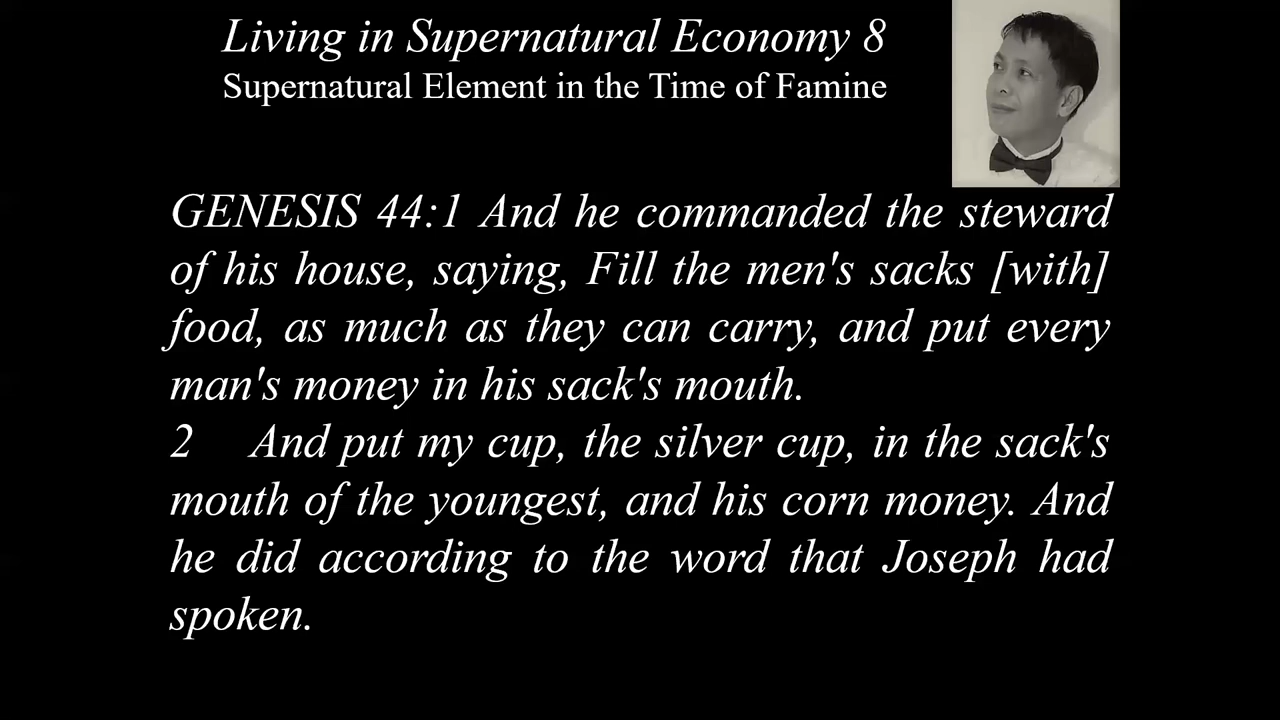 Living in Supernatural Economy 8
Supernatural Element in the Time of Famine
GENESIS 44:1 And he commanded the steward
of his house, saying, Fill the men's sacks [with]
food, as much as they can carry, and put every
man's money in his sack's mouth.
2 And put my cup, the silver cup, in the sack's
mouth of the youngest, and his corn money. And
he did according to the word that Joseph had
spoken.